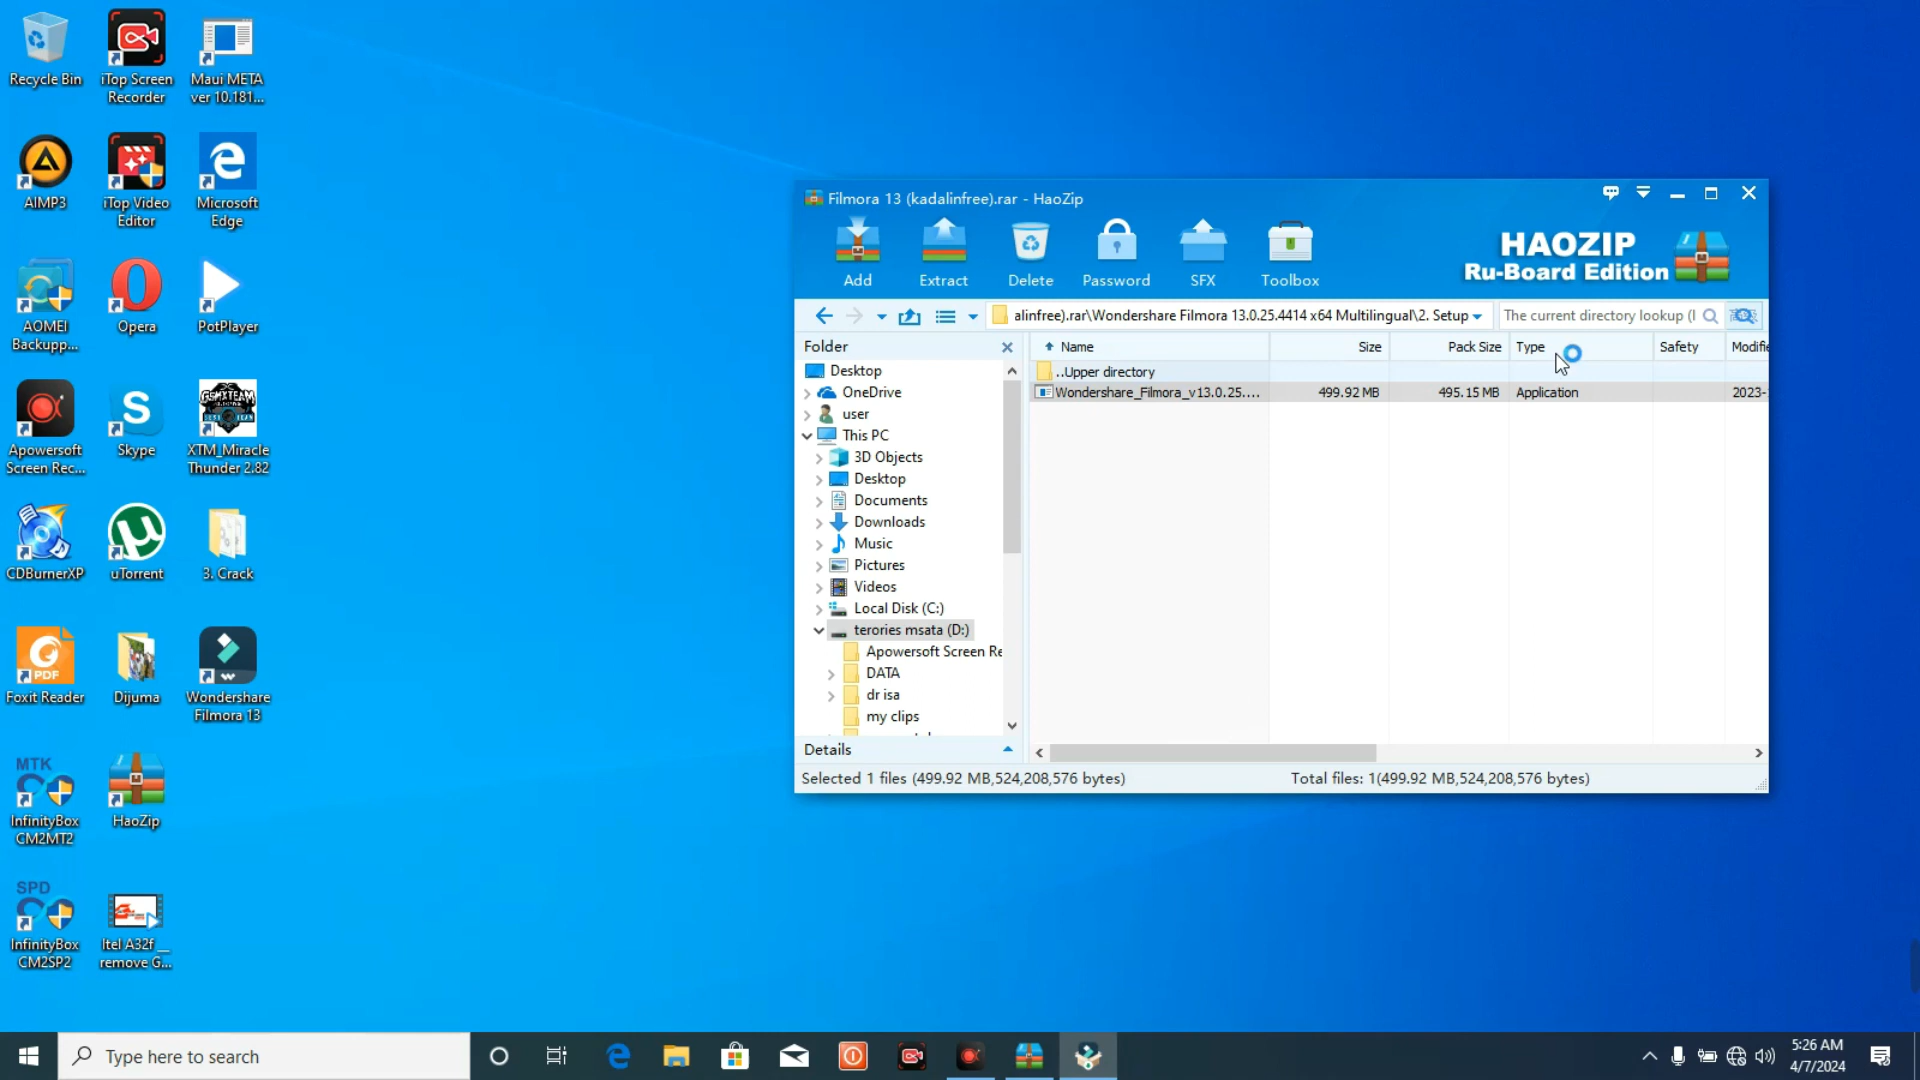 Recycle Bin
iTop Screen
Recorder
Maui META
ver 10.181...
AIMP3
iTop Video
Editor
Microsoft
Edge
AOMEI
Backupp...
Opera
PotPlayer
Apowersoft
Screen Rec...
Skype
GSMXTEAM
XTM_Miracle
Thunder 2.82
CDBurnerXP
uTorrent
3. Crack
PDF
Foxit Reader
Dijuma
Wondershare
Filmora 13
MTK
InfinityBox
CM2MT2
HaoZip
SPD
InfinityBox
CM2SP2
Itel A32f __
remove G...
Filmora 13 (kadalinfree).rar - HaoZip
Add
Extract
Delete
Password
SFX
Toolbox
HAOZIP
Ru-Board Edition
alinfree).rar\Wondershare Filmora 13.0.25.4414 x64 Multilingual\2. Setup
The current directory lookup (I
Folder
Name
Size
Pack Size
Type
Safety
Modifie
Desktop
OneDrive
user
This PC
3D Objects
Desktop
Documents
Downloads
Music
Pictures
Videos
Local Disk (C:)
terories msata (D:)
Apowersoft Screen Re
DATA
dr isa
my clips
..Upper directory
Wondershare_Filmora_v13.0.25....
499.92 MB
495.15 MB
Application
2023-
Details
Selected 1 files (499.92 MB,524,208,576 bytes)
Total files: 1(499.92 MB,524,208,576 bytes)
Type here to search
5:26 AM
4/7/2024